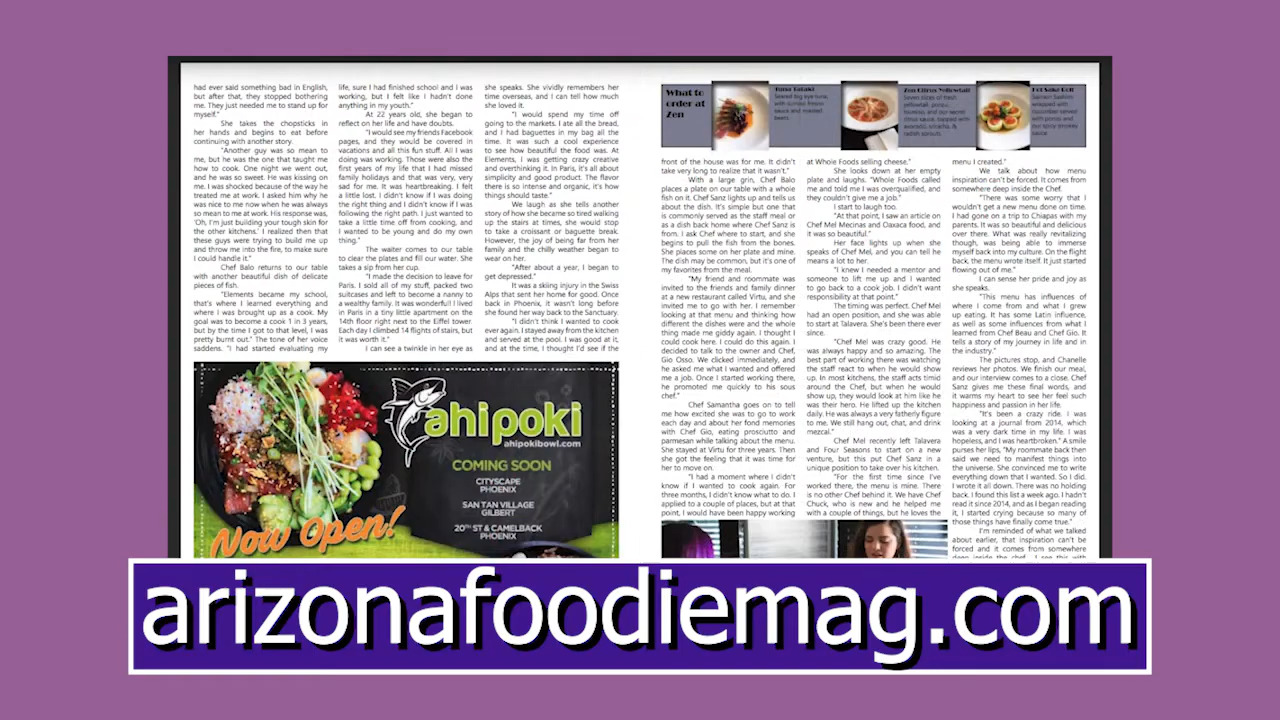 had ever said something bad in English,
but after that, they stopped bothering
me. They just needed me to stand up for
myself."
She takes the chopsticks in
her hands and begins to eat before
continuing with another story.
"Another guy was so mean to
me, but he was the one that taught me
how to cook. One night we went out,
and he was so sweet. He was kissing on
me. I was shocked because of the way he
treated me at work. I asked him why he
was nice to me now when he was always
so mean to me at work. His response was,
'Oh, I'm just building your tough skin for
the other kitchens.' I realized then that
these guys were trying to build me up
and throw me into the fire, to make sure
I could handle it."
Chef Balo returns to our table
with another beautiful dish of delicate
pieces of fish.
"Elements became my school,
that's where I learned everything and
where I was brought up as a cook. My
goal was to become a cook 1 in 3 years,
but by the time I got to that level, I was
pretty burnt out." The tone of her voice
saddens. "I had started evaluating my
life, sure I had finished school and I was
working, but I felt like I hadn't done
anything in my youth."
At 22 years old, she began to
reflect on her life and have doubts.
"I would see my friends Facebook
pages, and they would be covered in
vacations and all this fun stuff. All I was
doing was working. Those were also the
first years of my life that I had missed
family holidays and that was very, very
sad for me. It was heartbreaking. I felt
a little lost. I didn't know if I was doing
the right thing and I didn't know if I was
following the right path. I just wanted to
take a little time off from cooking, and
I wanted to be young and do my own
thing."
The waiter comes to our table
to clear the plates and fill our water. She
takes a sip from her cup.
"I made the decision to leave for
Paris. I sold all of my stuff, packed two
suitcases and left to become a nanny to
a wealthy family. It was wonderful! I lived
in Paris in a tiny little apartment on the
14th floor right next to the Eiffel tower.
Each day I climbed 14 flights of stairs, but
it was worth it."
I can see a twinkle in her eye as
she speaks. She vividly remembers her
time overseas, and I can tell how much
she loved it.
"I would spend my time off
going to the markets. I ate all the bread,
and I had baguettes in my bag all the
time. It was such a cool experience
to see how beautiful the food was. At
Elements, I was getting crazy creative
and overthinking it. In Paris, it's all about
simplicity and good product. The flavor
there is so intense and organic, it's how
things should taste."
We laugh as she tells another
story of how she became so tired walking
up the stairs at times, she would stop
to take a croissant or baguette break.
However, the joy of being far from her
family and the chilly weather began to
wear on her.
"After about a year, I began to
get depressed."
It was a skiing injury in the Swiss
Alps that sent her home for good. Once
back in Phoenix, it wasn't long before
she found her way back to the Sanctuary.
"I didn't think I wanted to cook
ever again. I stayed away from the kitchen
and served at the pool. I was good at it,
and at the time, I thought I'd see if the
ahipoki
ahipokibowl.com
COMING SOON
CITYSCAPE
PHOENIX
SAN TAN VILLAGE
GILBERT
20TH ST & CAMELBACK
PHOENIX
Now Open!
What to
order at
Zen
Tuna Tataki
Zen Citrus Yellowtail
front of the house was for me. It didn't
take very long to realize that it wasn't."
With a large grin, Chef Balo
places a plate on our table with a whole
fish on it. Chef Sanz lights up and tells us
about the dish. It's simple but one that
is commonly served as the staff meal or
as a dish back home where Chef Sanz is
from. I ask Chef where to start, and she
begins to pull the fish from the bones.
She places some on her plate and mine.
The dish may be common, but it's one of
my favorites from the meal.
"My friend and roommate was
invited to the friends and family dinner
at a new restaurant called Virtu, and she
invited me to go with her. I remember
looking at that menu and thinking how
different the dishes were and the whole
thing made me giddy again. I thought I
could cook here. I could do this again. I
decided to talk to the owner and Chef,
Gio Osso. We clicked immediately, and
he asked me what I wanted and offered
me a job. Once I started working there,
he promoted me quickly to his sous
chef."
Chef Samantha goes on to tell
me how excited she was to go to work
each day and about her food memories
with Chef Gio, eating prosciutto and
parmesan while talking about the menu.
She stayed at Virtu for three years. Then
she got the feeling that it was time for
her to move on.
"I had a moment where I didn't
know if I wanted to cook again. For
three months, I didn't know what to do. I
applied to a couple of places, but at that
point, I would have been happy working
at Whole Foods selling cheese."
She looks down at her empty
plate and laughs. "Whole Foods called
me and told me I was overqualified, and
they couldn't give me a job."
I start to laugh too.
"At that point, I saw an article on
Chef Mel Mecinas and Oaxaca food, and
it was so beautiful."
Her face lights up when she
speaks of Chef Mel, and you can tell he
means a lot to her.
"I knew I needed a mentor and
someone to lift me up and I wanted
to go back to a cook job. I didn't want
responsibility at that point."
The timing was perfect. Chef Mel
had an open position, and she was able
to start at Talavera. She's been there ever
since.
"Chef Mel was crazy good. He
was always happy and so amazing. The
best part of working there was watching
the staff react to when he would show
up. In most kitchens, the staff acts timid
around the Chef, but when he would
show up, they would look at him like he
was their hero. He lifted up the kitchen
daily. He was always a very fatherly figure
to me. We still hang out, chat, and drink
mezcal."
Chef Mel recently left Talavera
and Four Seasons to start on a new
venture, but this put Chef Sanz in a
unique position to take over his kitchen.
"For the first time since I've
worked there, the menu is mine. There
is no other Chef behind it. We have Chef
Chuck, who is new and he helped me
with a couple of things, but he loves the
menu I created."
We talk about how menu
inspiration can't be forced. It comes from
somewhere deep inside the Chef.
"There was some worry that I
wouldn't get a new menu done on time.
I had gone on a trip to Chiapas with my
parents. It was so beautiful and delicious
over there. What was really revitalizing
though, was being able to immerse
myself back into my culture. On the flight
back, the menu wrote itself. It just started
flowing out of me."
I can sense her pride and joy as
she speaks.
"This menu has influences of
where I come from and what I grew
up eating. It has some Latin influence,
as well as some influences from what I
learned from Chef Beau and Chef Gio. It
tells a story of my journey in life and in
the industry."
The pictures stop, and Chanelle
reviews her photos. We finish our meal,
and our interview comes to a close. Chef
Sanz gives me these final words, and
it warms my heart to see her feel such
happiness and passion in her life.
"It's been a crazy ride. I was
looking at a journal from 2014, which
was a very dark time in my life. I was
hopeless, and I was heartbroken." A smile
purses her lips, "My roommate back then
said we need to manifest things into
the universe. She convinced me to write
everything down that I wanted. So I did.
I wrote it all down. There was no holding
back. I found this list a week ago. I hadn't
read it since 2014, and as I began reading
it, I started crying because so many of
those things have finally come true."
I'm reminded of what we talked
about earlier, that inspiration can't be
forced and it comes from somewhere
arizonafoodiemag.com